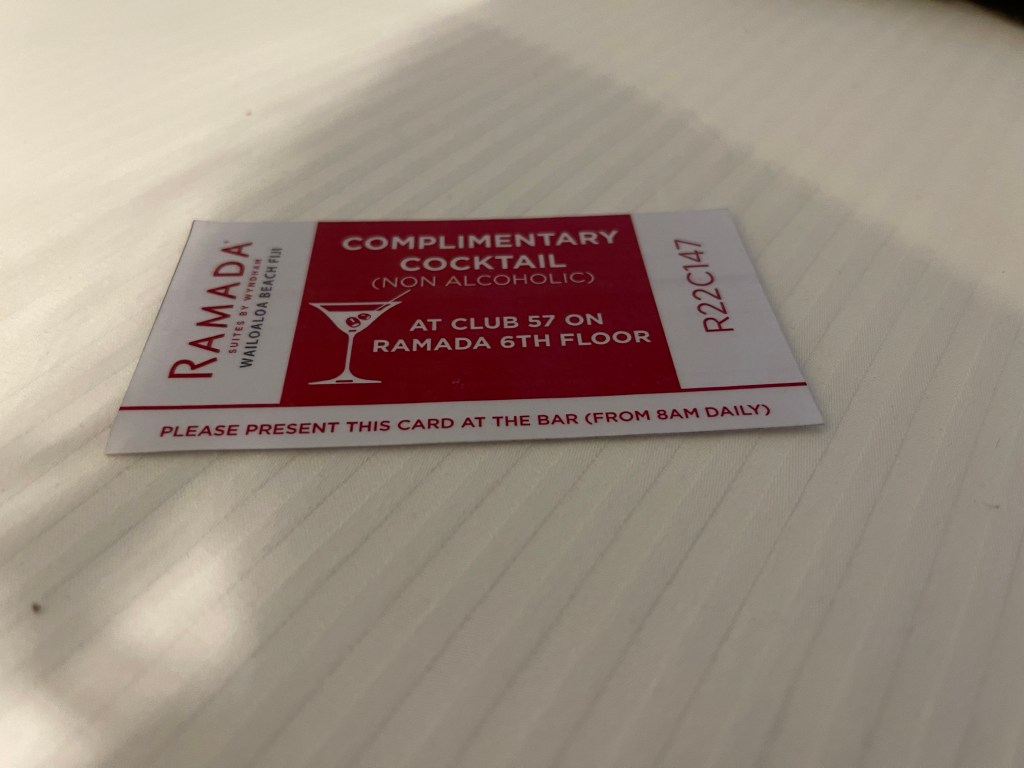 RAMADA
SUITES BY WYNDHAM
WAILOALOA BEACH FIJI
COMPLIMENTARY
COCKTAIL
(NON ALCOHOLIC)
AT CLUB 57 ON
RAMADA 6TH FLOOR
R22C147
PLEASE PRESENT THIS CARD AT THE BAR (FROM 8AM DAILY)